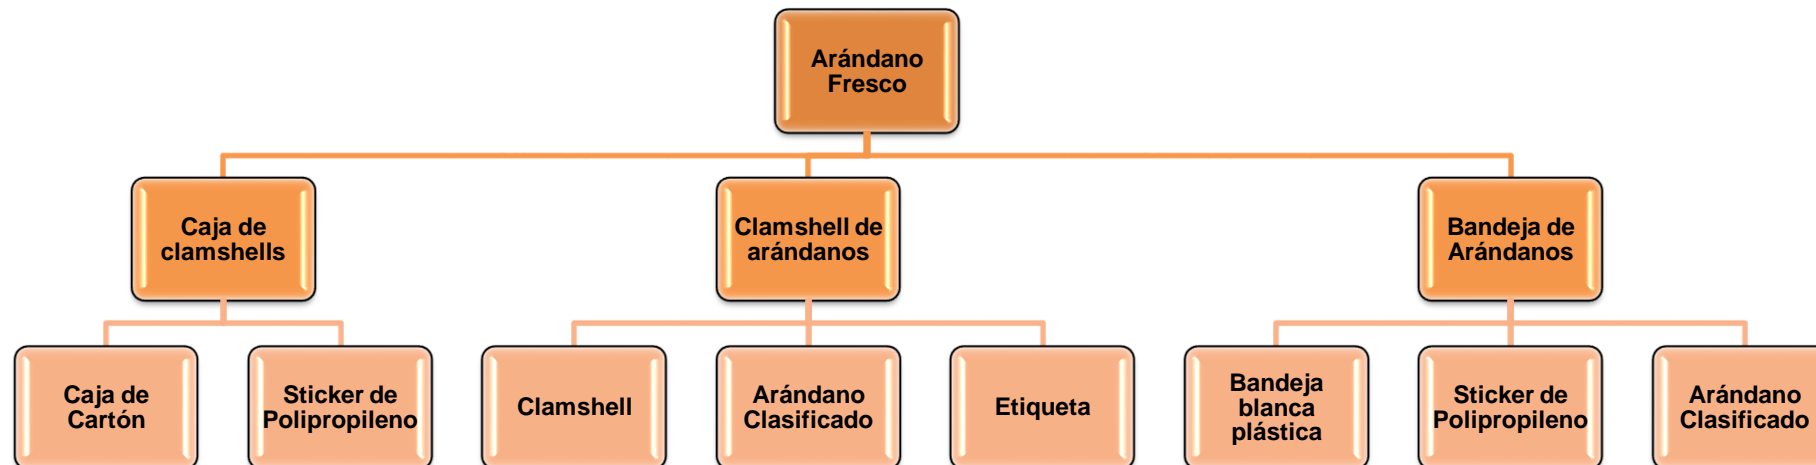 Arándano
Fresco
Caja de
clamshells
Clamshell de
arándanos
Bandeja de
Arándanos
Caja de
Cartón
Sticker de
Polipropileno
Clamshell
Arándano
Clasificado
Etiqueta
Bandeja
blanca
plástica
Sticker de
Polipropileno
Arándano
Clasificado